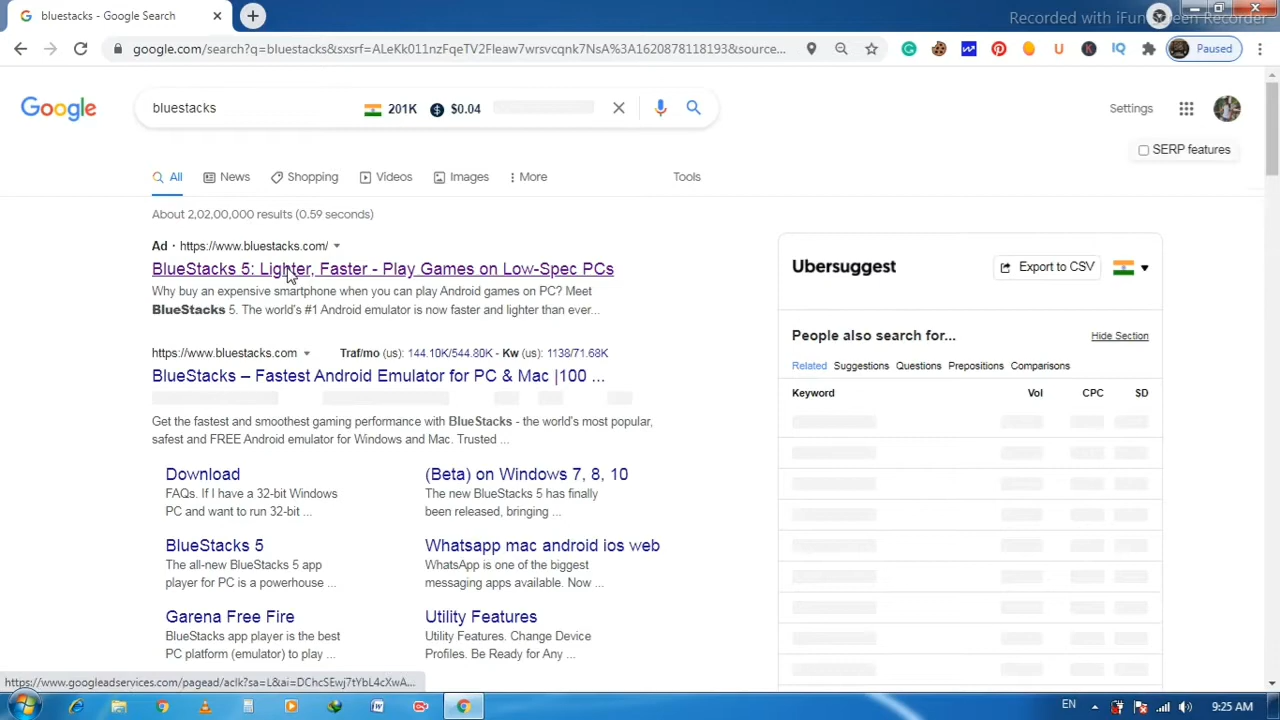 bluestacks - Google Search
Recorded with iFun Screen Recorder
google.com/search?q=bluestacks&sxsrf=ALeKk011nzFqeTV2Fleaw7wrsvcqnk7NsA%3A1620878118193&source...
Paused
Google
bluestacks
201K
$0.04
Settings
SERP features
All
News
Shopping
Videos
Images
More
Tools
About 2,02,00,000 results (0.59 seconds)
Ad · https://www.bluestacks.com/
BlueStacks 5: Lighter, Faster - Play Games on Low-Spec PCs
Why buy an expensive smartphone when you can play Android games on PC? Meet
BlueStacks 5. The world's #1 Android emulator is now faster and lighter than ever...
https://www.bluestacks.com Traf/mo (us): 144.10K/544.80K - Kw (us): 1138/71.68K
BlueStacks – Fastest Android Emulator for PC & Mac |100 ...
Get the fastest and smoothest gaming performance with BlueStacks - the world's most popular,
safest and FREE Android emulator for Windows and Mac. Trusted ...
Download
FAQs. If I have a 32-bit Windows
PC and want to run 32-bit ...
(Beta) on Windows 7, 8, 10
The new BlueStacks 5 has finally
been released, bringing ...
BlueStacks 5
The all-new BlueStacks 5 app
player for PC is a powerhouse ...
Whatsapp mac android ios web
WhatsApp is one of the biggest
messaging apps available. Now ...
Garena Free Fire
BlueStacks app player is the best
PC platform (emulator) to play ...
Utility Features
Utility Features. Change Device
Profiles. Be Ready for Any ...
Ubersuggest
Export to CSV
People also search for...
Hide Section
Related Suggestions Questions Prepositions Comparisons
Keyword Vol CPC SD
https://www.googleadservices.com/pagead/aclk?sa=L&ai=DChcSEwj7tYbL4cXwA...
EN
9:25 AM